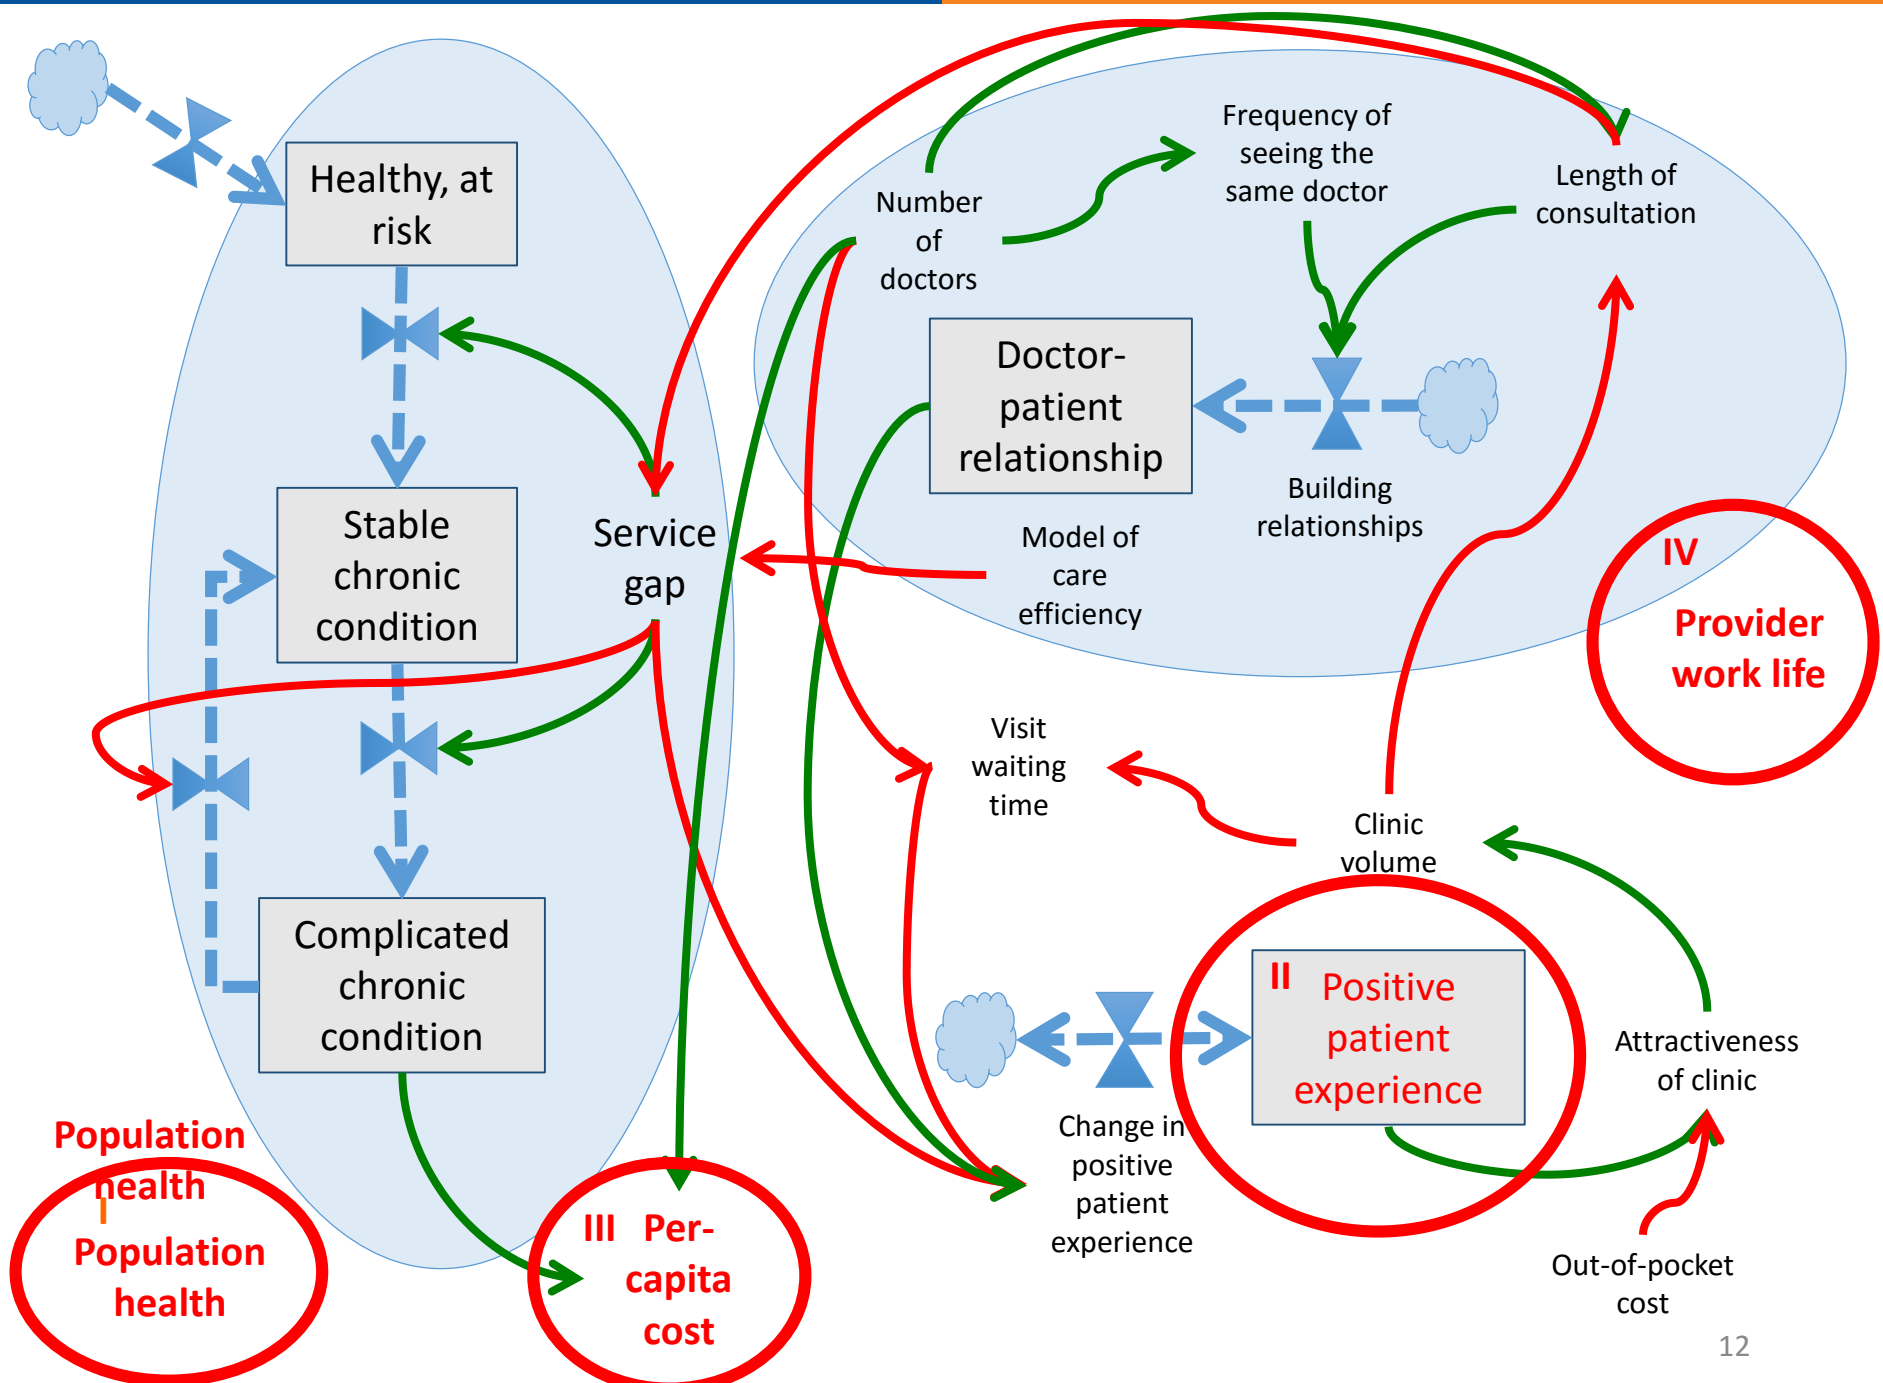 Healthy, at
risk
Stable
chronic
condition
Complicated
chronic
condition
Service
gap
Population
health
I
Population
health
III Per-
capita
cost
Number
of
doctors
Frequency of
seeing the
same doctor
Length of
consultation
Doctor-
patient
relationship
Building
relationships
Model of
care
efficiency
IV
Provider
work life
Visit
waiting
time
Clinic
volume
II Positive
patient
experience
Attractiveness
of clinic
Change in
positive
patient
experience
Out-of-pocket
cost
12